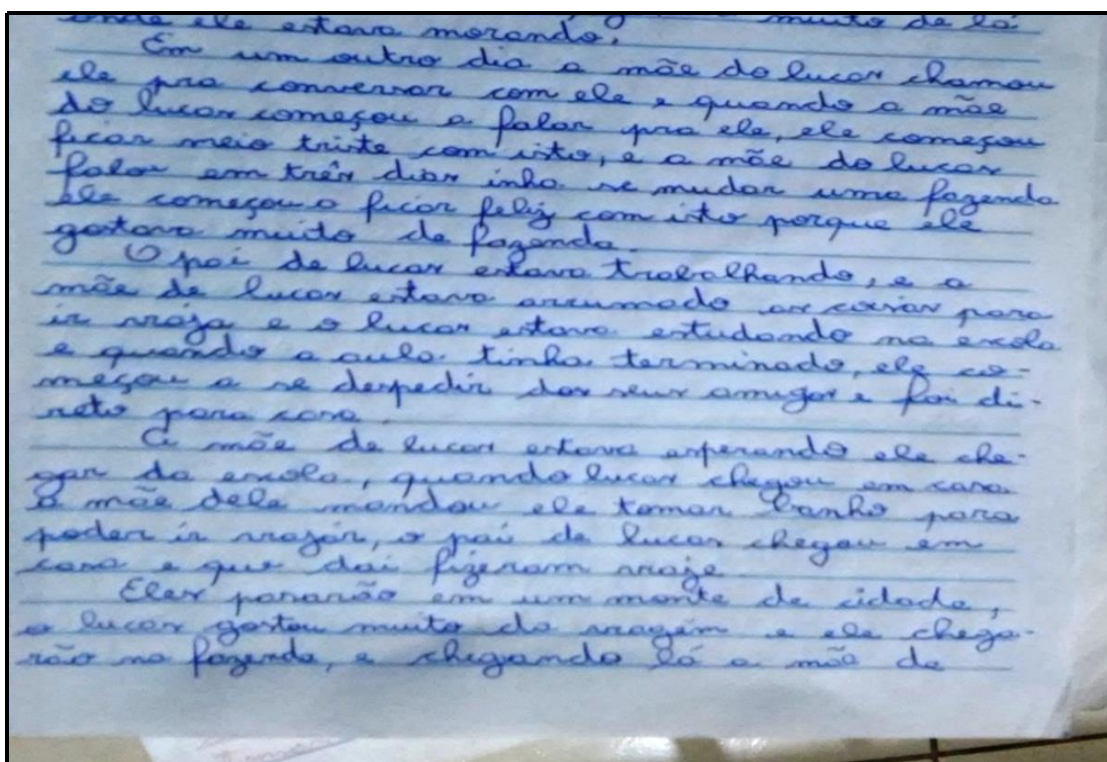 onde ele estava morando. muito de lá
Em um outro dia a mãe do lucas chamou
ele pra conversar com ele e quando a mãe
do lucas começou a falar pra ele, ele começou
ficar meio triste com isto, e a mãe do lucas
falou em três dias inha se mudar uma fazenda
ele começou o ficar feliz com isto porque ele
gostava muito de fazenda.
O pai de lucas estava trabalhando, e a
mãe de lucas estava arrumado as coisas para
ir viaja e o lucas estava estudando na escola
e quando a aula tinha terminado, ele co-
meçou a se despedir dos seus amigos e foi di-
reto para casa.
A mãe de lucas estava esperando ele che-
gar da escola, quando lucas chegou em casa
a mãe dele mandou ele tomar banho para
poder ir viajar, o pai de lucas chegou em
casa e que dai fizeram viaje
Eles pararão em um monte de cidade,
o lucas gostou muito da viagem e ele chega-
rão na fazenda, e chegando lá a mãe de